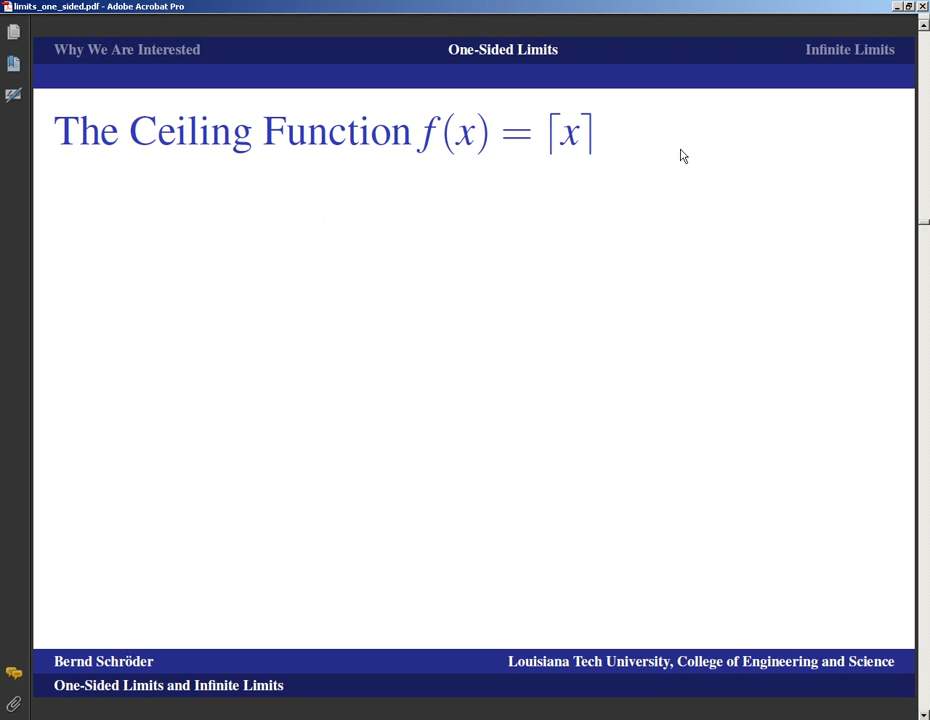 limits_one_sided.pdf - Adobe Acrobat Pro
Why We Are Interested One-Sided Limits Infinite Limits
The Ceiling Function f(x) = ⌈x⌉
Bernd Schröder Louisiana Tech University, College of Engineering and Science
One-Sided Limits and Infinite Limits